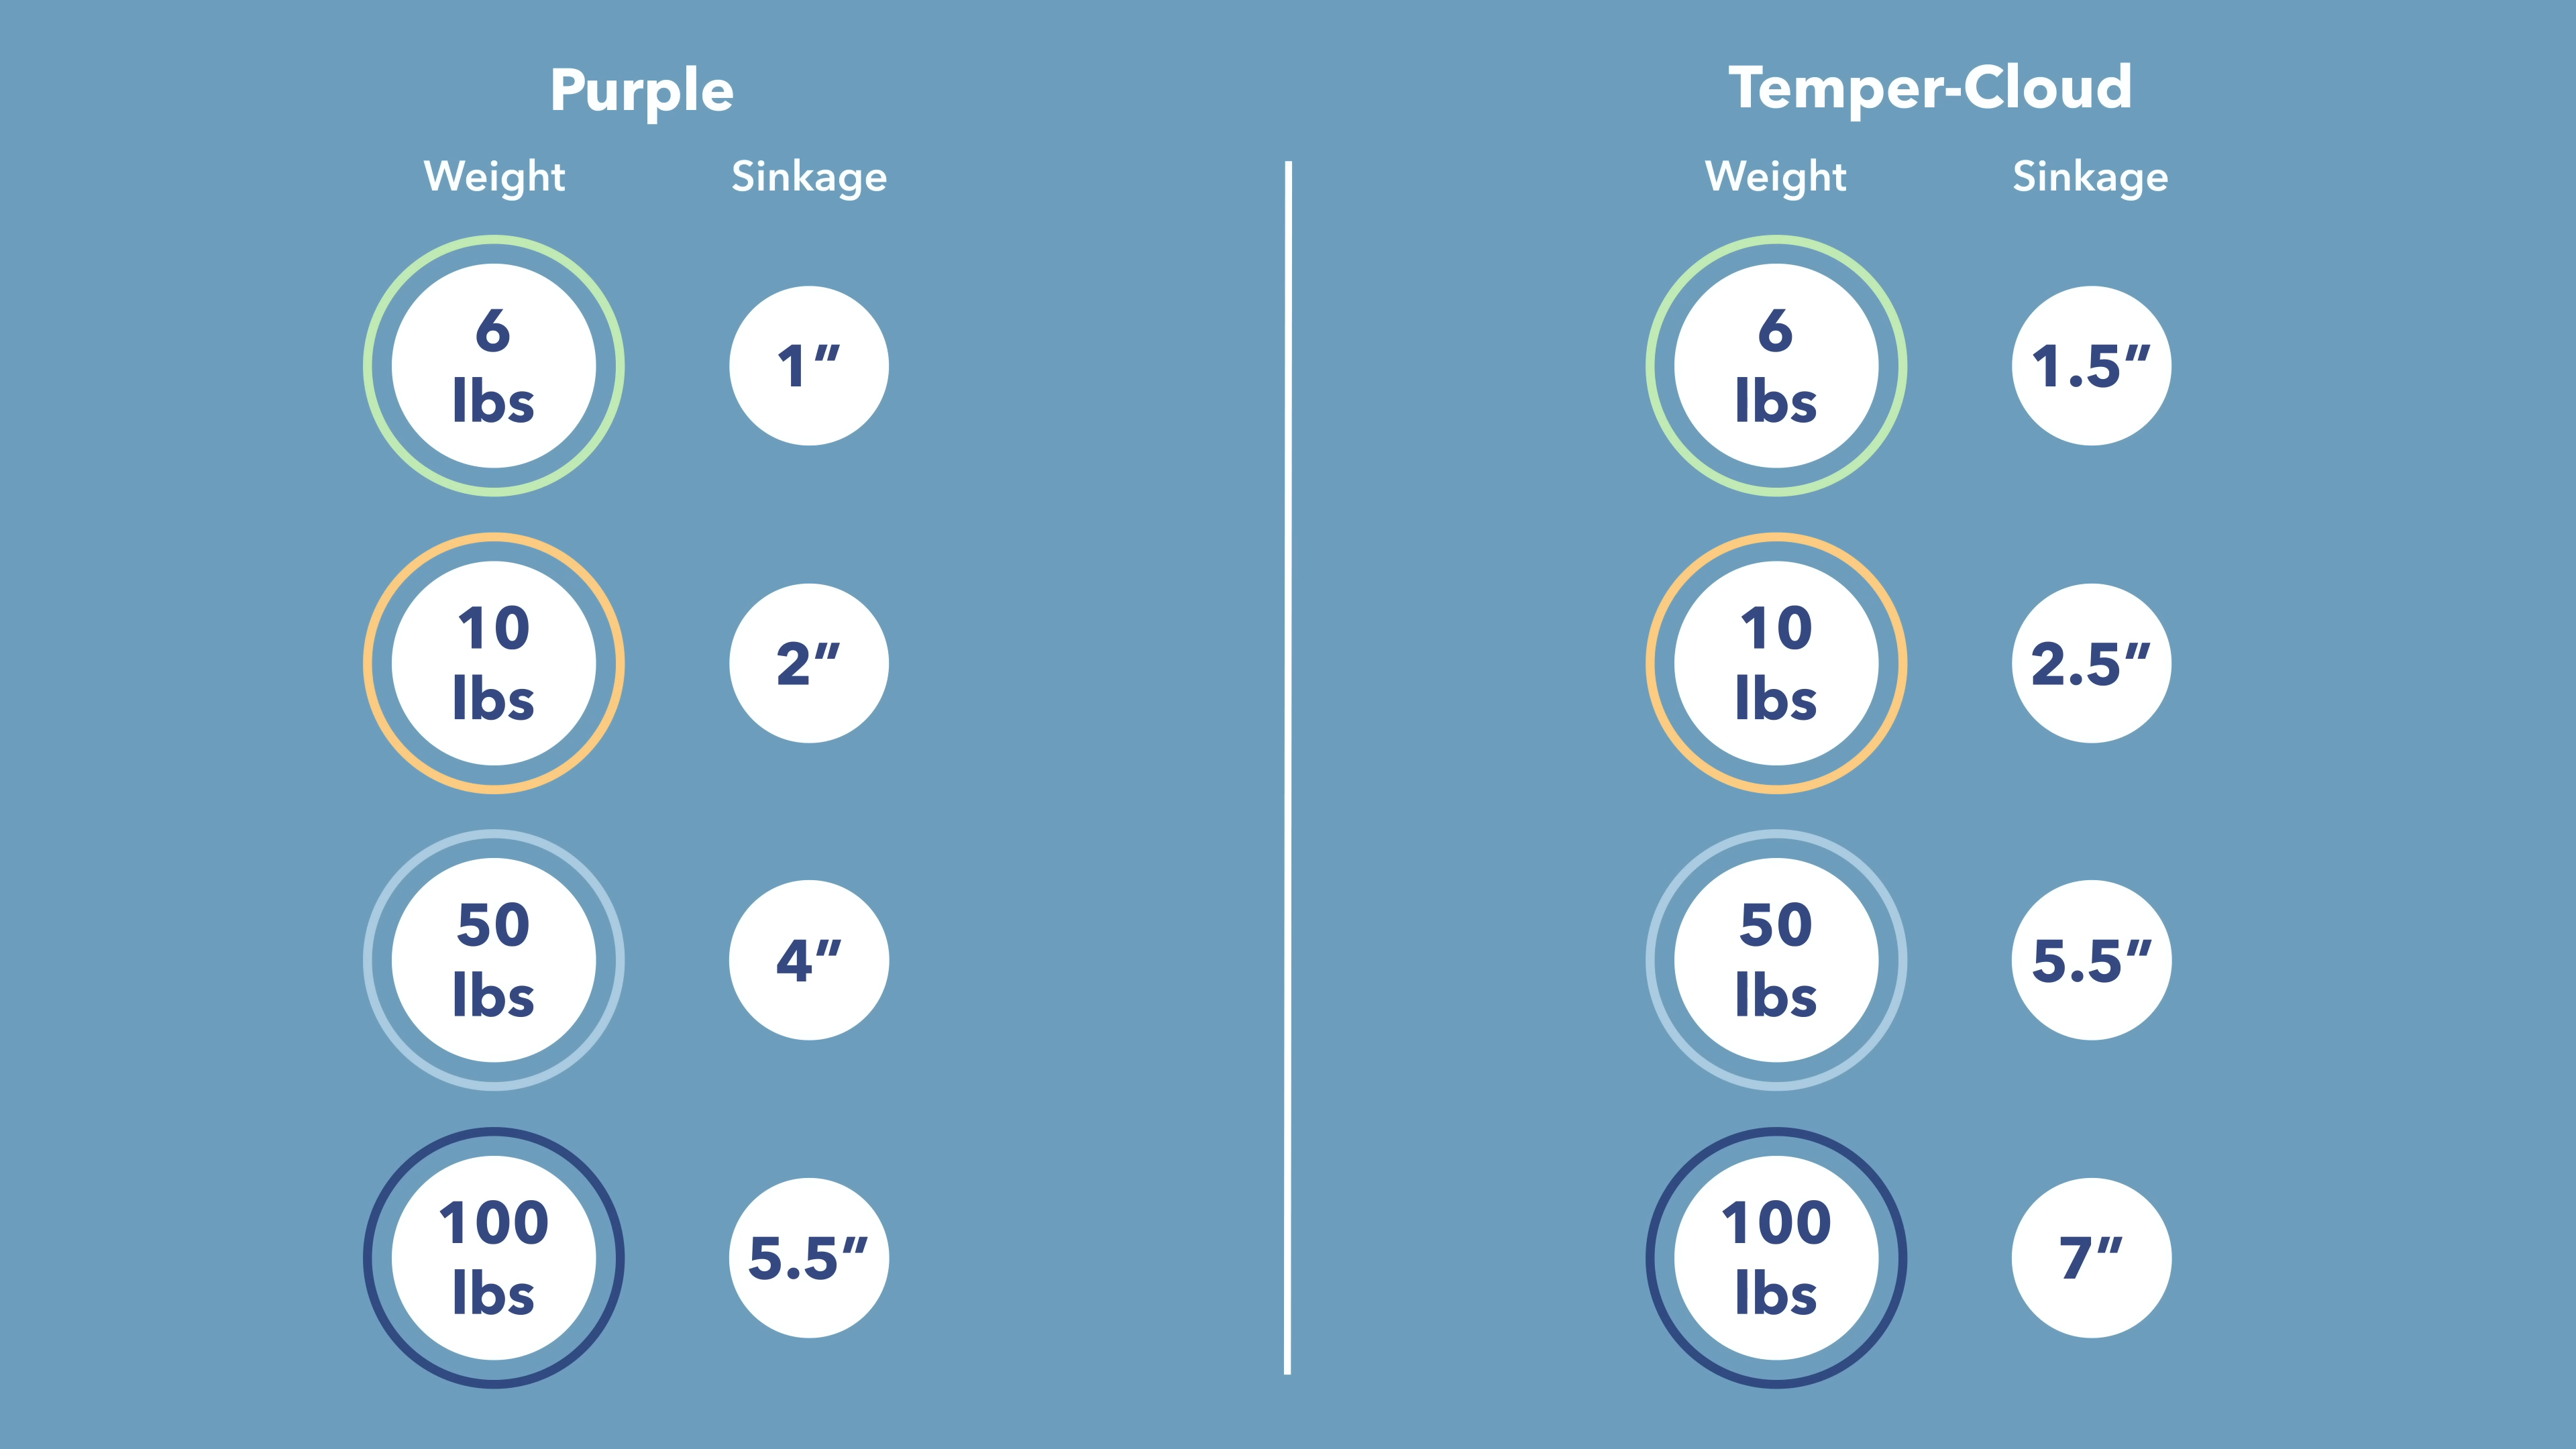 Purple
Weight Sinkage
6
lbs
1″
10
lbs
2″
50
lbs
4″
100
lbs
5.5″
Temper-Cloud
Weight Sinkage
6
lbs
1.5″
10
lbs
2.5″
50
lbs
5.5″
100
lbs
7″